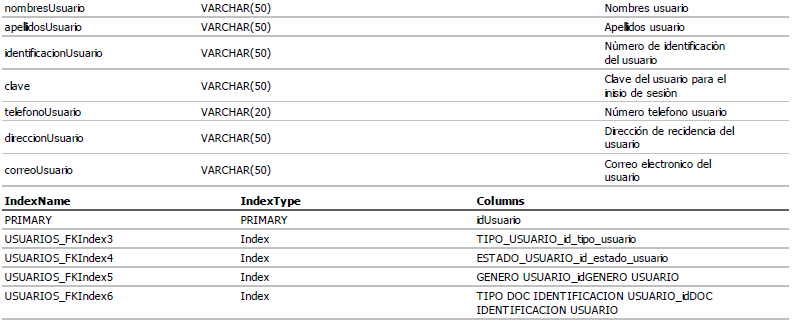 nombresUsuario VARCHAR(50) Nombres usuario
apellidosUsuario VARCHAR(50) Apellidos usuario
identificacionUsuario VARCHAR(50) Número de identificaciòn
del usuario
clave VARCHAR(50) Clave del usuario para el
inisio de sesiòn
telefonoUsuario VARCHAR(20) Número telefono usuario
direccionUsuario VARCHAR(50) Dirección de recidencia del
usuario
correoUsuario VARCHAR(50) Correo electronico del
usuario
IndexName IndexType Columns
PRIMARY PRIMARY idUsuario
USUARIOS_FKIndex3 Index TIPO_USUARIO_id_tipo_usuario
USUARIOS_FKIndex4 Index ESTADO_USUARIO_id_estado_usuario
USUARIOS_FKIndex5 Index GENERO USUARIO_idGENERO USUARIO
USUARIOS_FKIndex6 Index TIPO DOC IDENTIFICACION USUARIO_idDOC
IDENTIFICACION USUARIO